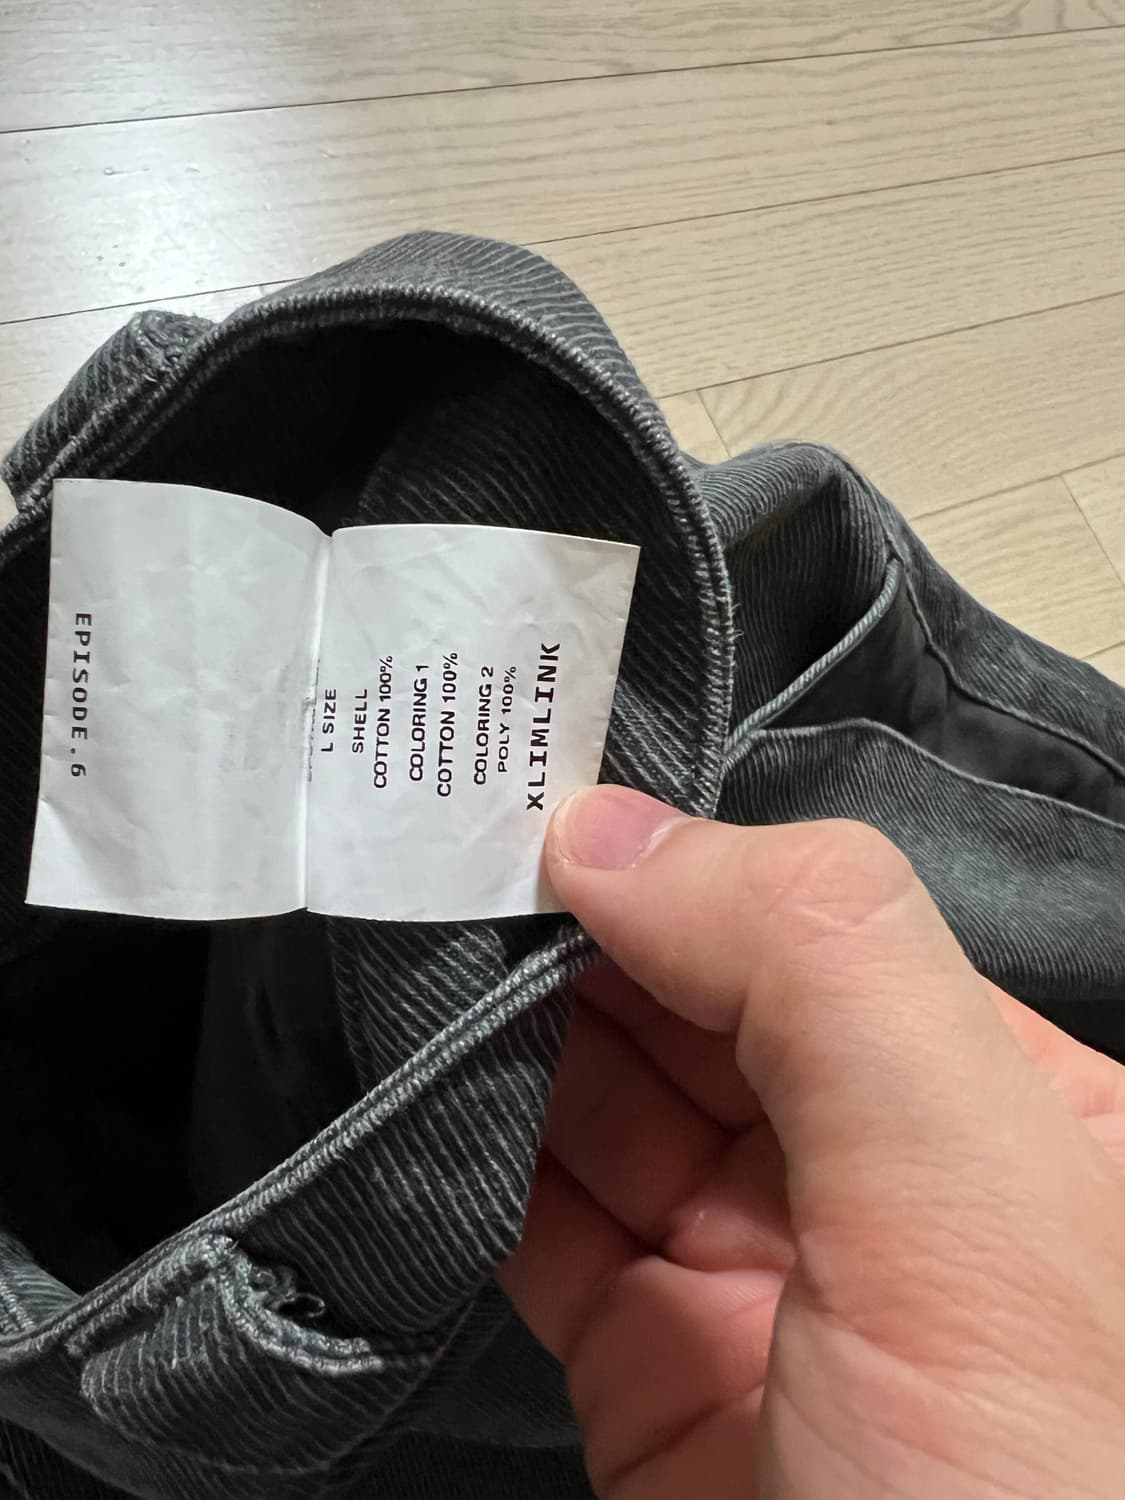 EPISODE.6
L SIZE
SHELL
COTTON 100%
COLORING 1
COTTON 100%
COLORING 2
POLY 100%
XLIMLINK